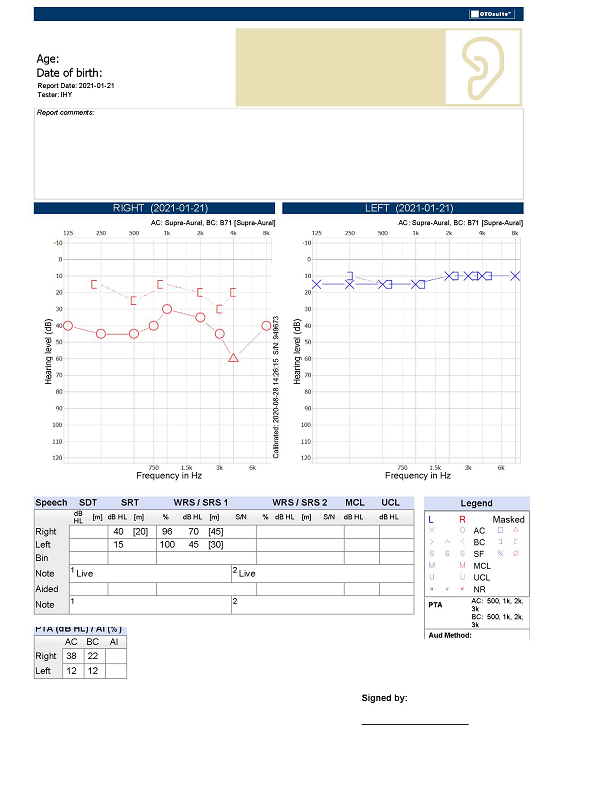 OTOsuite™
Age:
Date of birth:
Report Date: 2021-01-21
Tester: IHY
Report comments:
RIGHT (2021-01-21)
AC: Supra-Aural, BC: B71 [Supra-Aural]
125 250 500 1k 2k 4k 8k
-10
0
10
20
30
40
50
60
70
80
90
100
110
120
750 1.5k 3k 6k
Hearing level (dB)
Frequency in Hz
Calibrated: 2020-08-28 14:26:15 S/N: 949673
LEFT (2021-01-21)
AC: Supra-Aural, BC: B71 [Supra-Aural]
125 250 500 1k 2k 4k 8k
-10
0
10
20
30
40
50
60
70
80
90
100
110
120
750 1.5k 3k 6k
Hearing level (dB)
Frequency in Hz
Speech SDT SRT WRS / SRS 1 WRS / SRS 2 MCL UCL
dB HL [m] dB HL [m] % dB HL [m] S/N % dB HL [m] S/N dB HL dB HL
Right 40 [20] 96 70 [45]
Left 15 100 45 [30]
Bin
Note 1 Live 2 Live
Aided
Note 1 2
Legend
L R Masked
X O AC □ △
> ^ < BC ] [
S S S SF N Ø
M M MCL
U U UCL
NR
PTA AC: 500, 1k, 2k,
3k
BC: 500, 1k, 2k,
3k
Aud Method:
PTA (dB HL) / AI (%)
AC BC AI
Right 38 22
Left 12 12
Signed by: